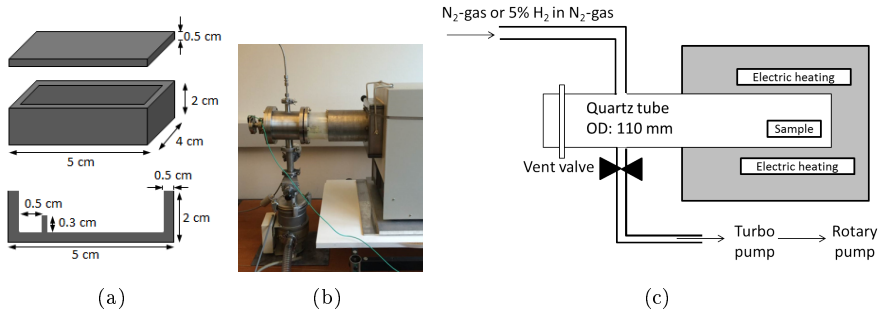 0.5 cm
2 cm
4 cm
5 cm
0.5 cm
0.5 cm
0.3 cm
2 cm
5 cm
(a)
(b)
N₂-gas or 5% H₂ in N₂-gas
Electric heating
Quartz tube
OD: 110 mm
Sample
Vent valve
Electric heating
Turbo
pump
Rotary
pump
(c)